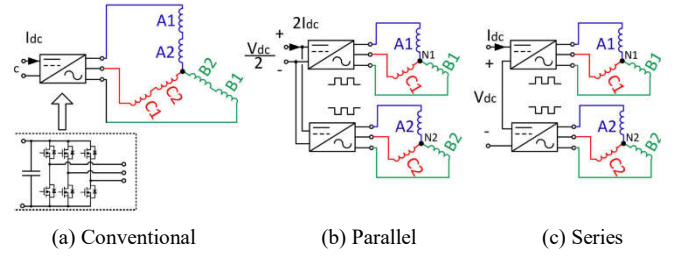 Idc
c
A1
A2
B2
B1
C2
C1
(a) Conventional
+ 2Idc
Vdc
2
-
A1
N1
B1
C1
A2
N2
B2
C2
(b) Parallel
Idc
+
Vdc
-
A1
N1
B1
C1
A2
N2
B2
C2
(c) Series